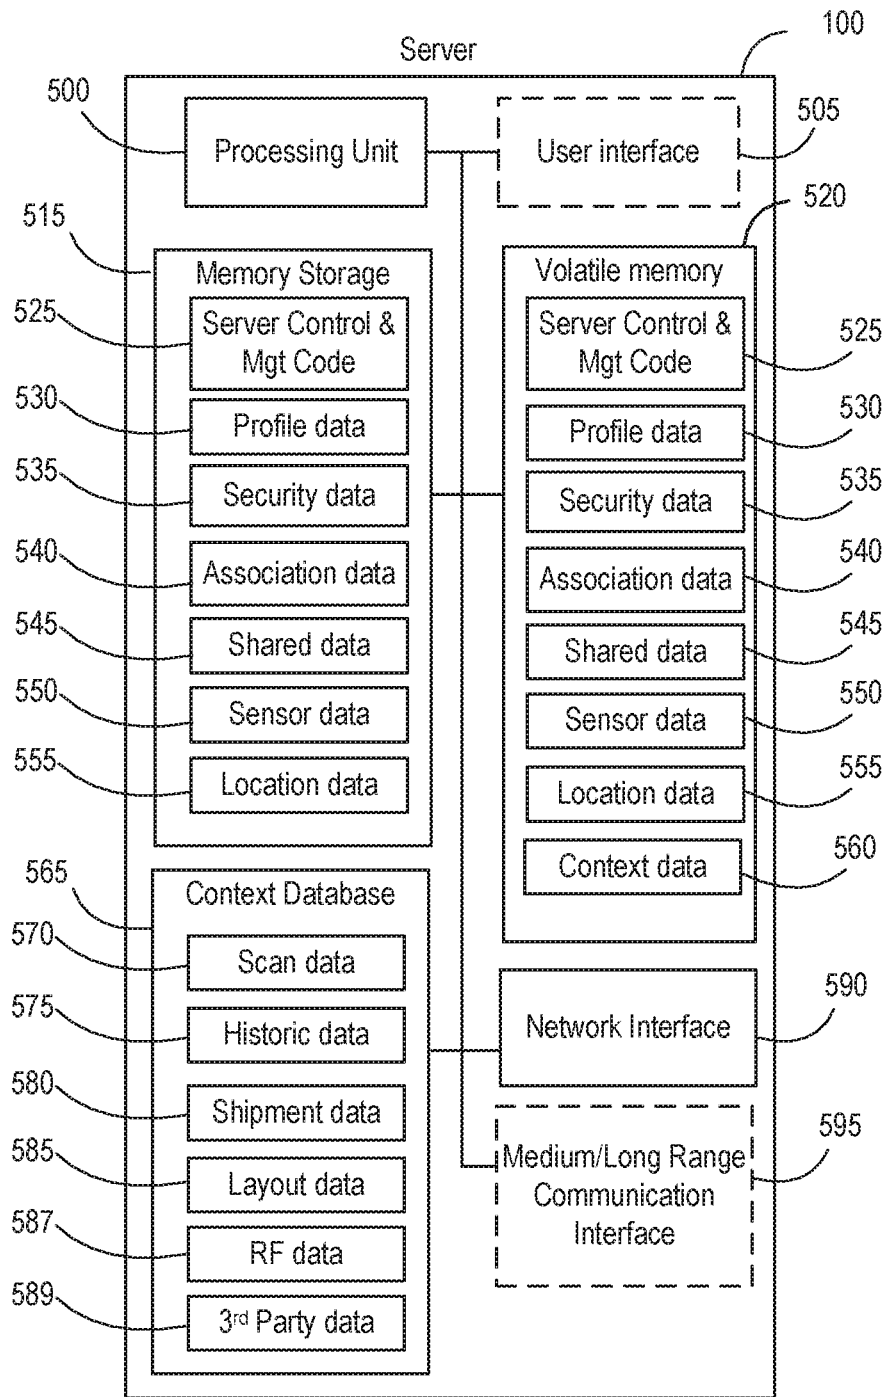 Server
100
500
Processing Unit
User interface
505
515
520
Memory Storage
525
Server Control &
Mgt Code
530
Profile data
535
Security data
540
Association data
545
Shared data
550
Sensor data
555
Location data
Volatile memory
Server Control &
Mgt Code
525
Profile data
530
Security data
535
Association data
540
Shared data
545
Sensor data
550
Location data
555
Context data
560
565
Context Database
570
Scan data
575
Historic data
580
Shipment data
585
Layout data
587
RF data
589
3rd Party data
Network Interface
590
Medium/Long Range
Communication
Interface
595